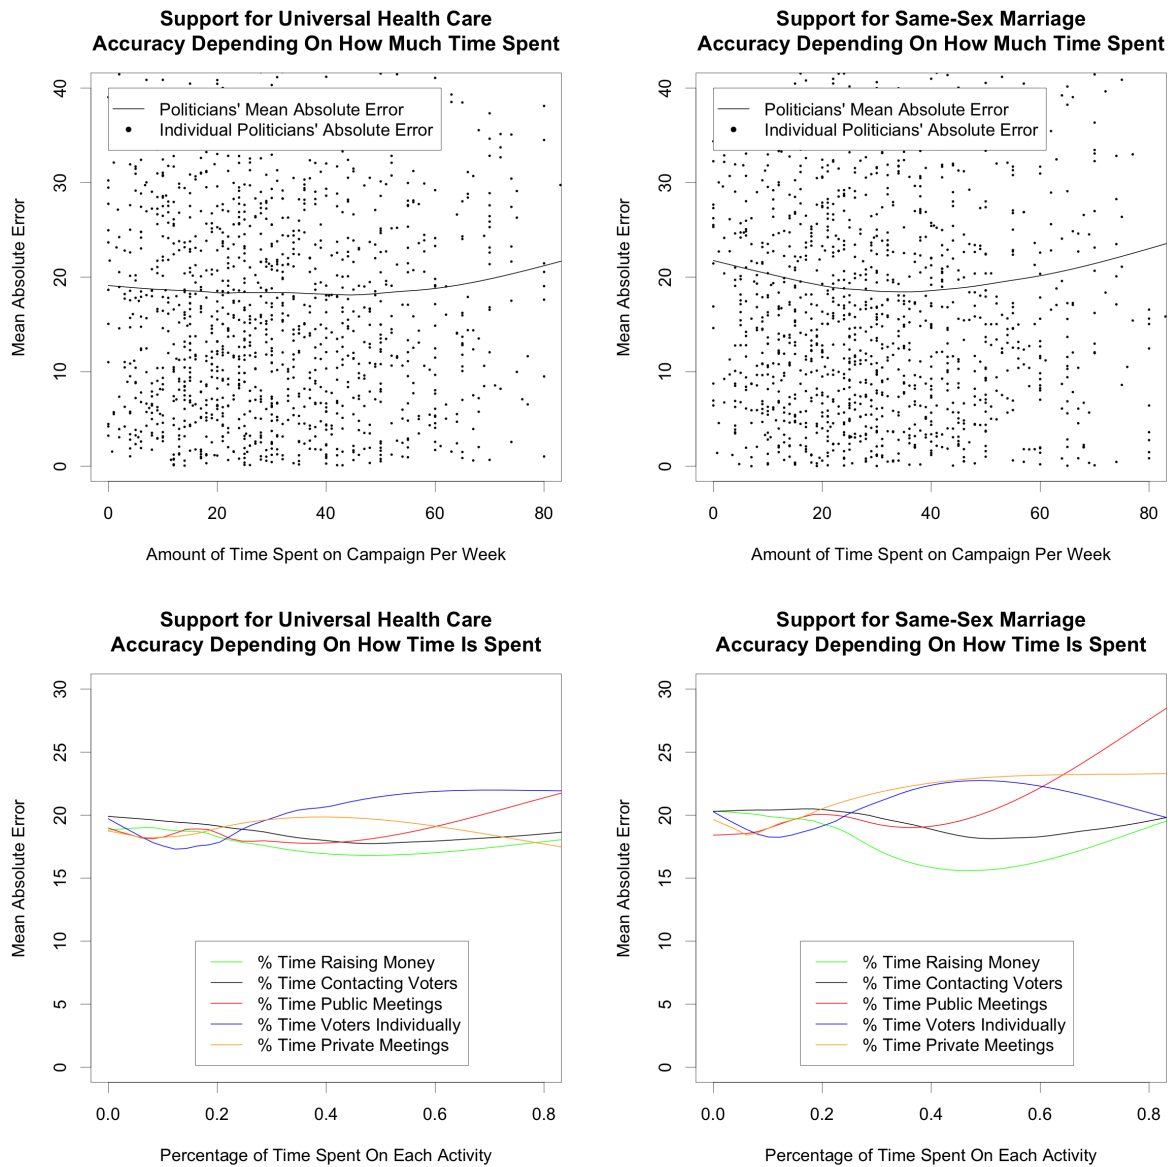 Support for Universal Health Care
Accuracy Depending On How Much Time Spent
Mean Absolute Error
40
30
20
10
0
Politicians' Mean Absolute Error
Individual Politicians' Absolute Error
0 20 40 60 80
Amount of Time Spent on Campaign Per Week
Support for Same-Sex Marriage
Accuracy Depending On How Much Time Spent
Mean Absolute Error
40
30
20
10
0
Politicians' Mean Absolute Error
Individual Politicians' Absolute Error
0 20 40 60 80
Amount of Time Spent on Campaign Per Week
Support for Universal Health Care
Accuracy Depending On How Time Is Spent
Mean Absolute Error
30
25
20
15
10
5
0
% Time Raising Money
% Time Contacting Voters
% Time Public Meetings
% Time Voters Individually
% Time Private Meetings
0.0 0.2 0.4 0.6 0.8
Percentage of Time Spent On Each Activity
Support for Same-Sex Marriage
Accuracy Depending On How Time Is Spent
Mean Absolute Error
30
25
20
15
10
5
0
% Time Raising Money
% Time Contacting Voters
% Time Public Meetings
% Time Voters Individually
% Time Private Meetings
0.0 0.2 0.4 0.6 0.8
Percentage of Time Spent On Each Activity